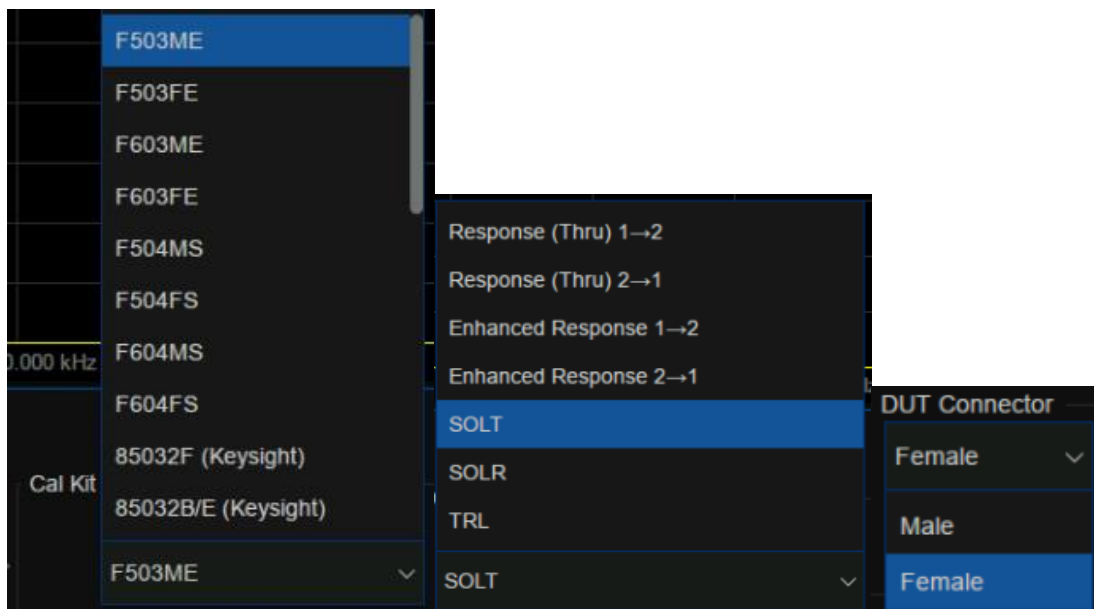 F503ME
F503FE
F603ME
F603FE
F504MS
F504FS
F604MS
F604FS
85032F (Keysight)
85032B/E (Keysight)
0.000 kHz
Cal Kit
F503ME
Response (Thru) 1→2
Response (Thru) 2→1
Enhanced Response 1→2
Enhanced Response 2→1
SOLT
SOLR
TRL
SOLT
DUT Connector
Female
Male
Female